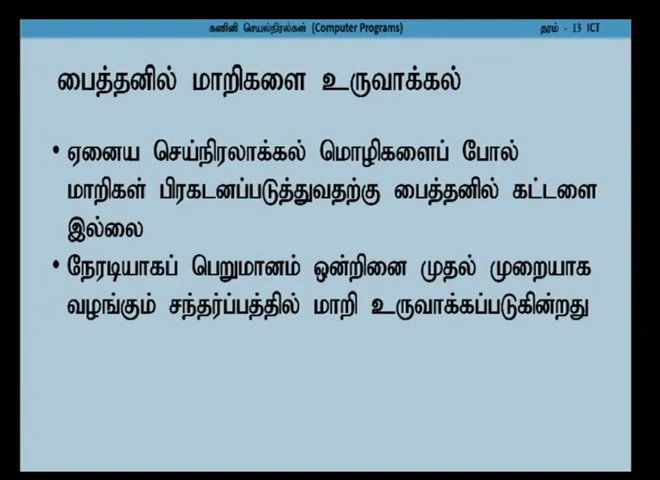 கணினி செயல்நிரல்கள் (Computer Programs) தரம் - 13 ICT
பைத்தனில் மாறிகளை உருவாக்கல்
• ஏனைய செய்நிரலாக்கல் மொழிகளைப் போல்
மாறிகள் பிரகடனப்படுத்துவதற்கு பைத்தனில் கட்டளை
இல்லை
• நேரடியாகப் பெறுமானம் ஒன்றினை முதல் முறையாக
வழங்கும் சந்தர்ப்பத்தில் மாறி உருவாக்கப்படுகின்றது